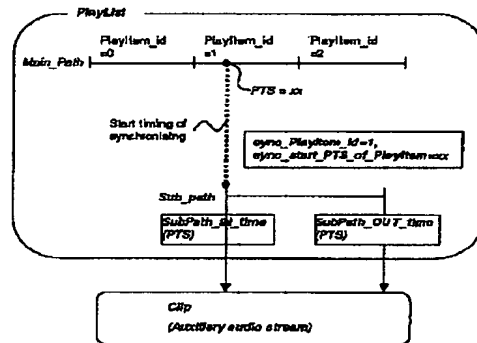 PlayList
PlayItem_id =0
PlayItem_id =1
PlayItem_id =2
Main_Path
PTS = xx
Start timing of synchronising
sync_PlayItem_id=1,
sync_start_PTS_of_PlayItem=xx
Sub_path
SubPath_IN_time (PTS)
SubPath_OUT_time (PTS)
Clip
(Auxiliary audio stream)